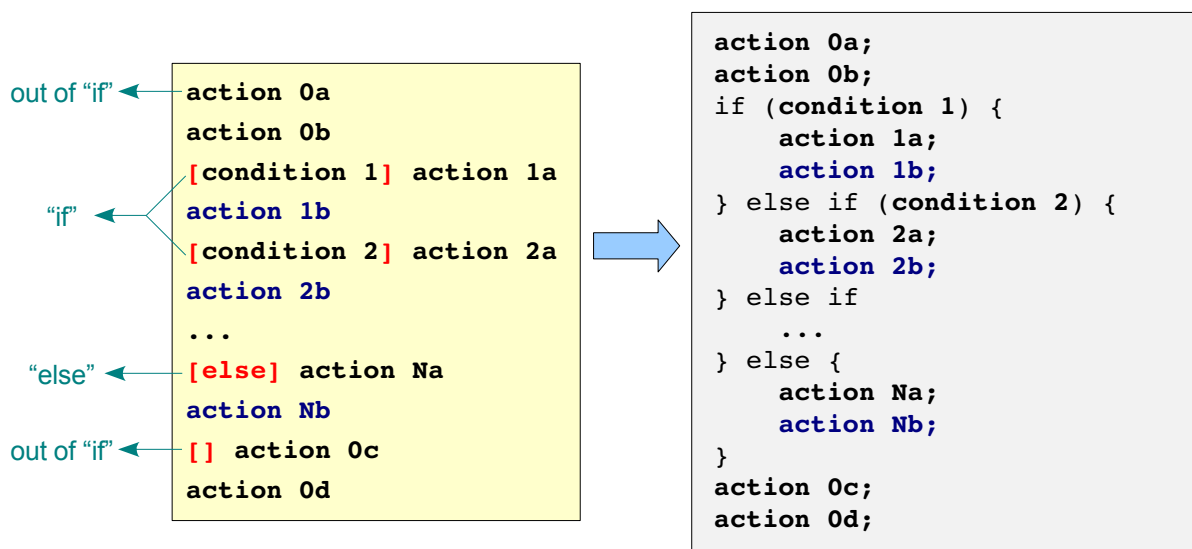 out of “if”
“if”
“else”
out of “if”
action 0a
action 0b
[condition 1] action 1a
action 1b
[condition 2] action 2a
action 2b
...
[else] action Na
action Nb
[] action 0c
action 0d
action 0a;
action 0b;
if (condition 1) {
    action 1a;
    action 1b;
} else if (condition 2) {
    action 2a;
    action 2b;
} else if
    ...
} else {
    action Na;
    action Nb;
}
action 0c;
action 0d;